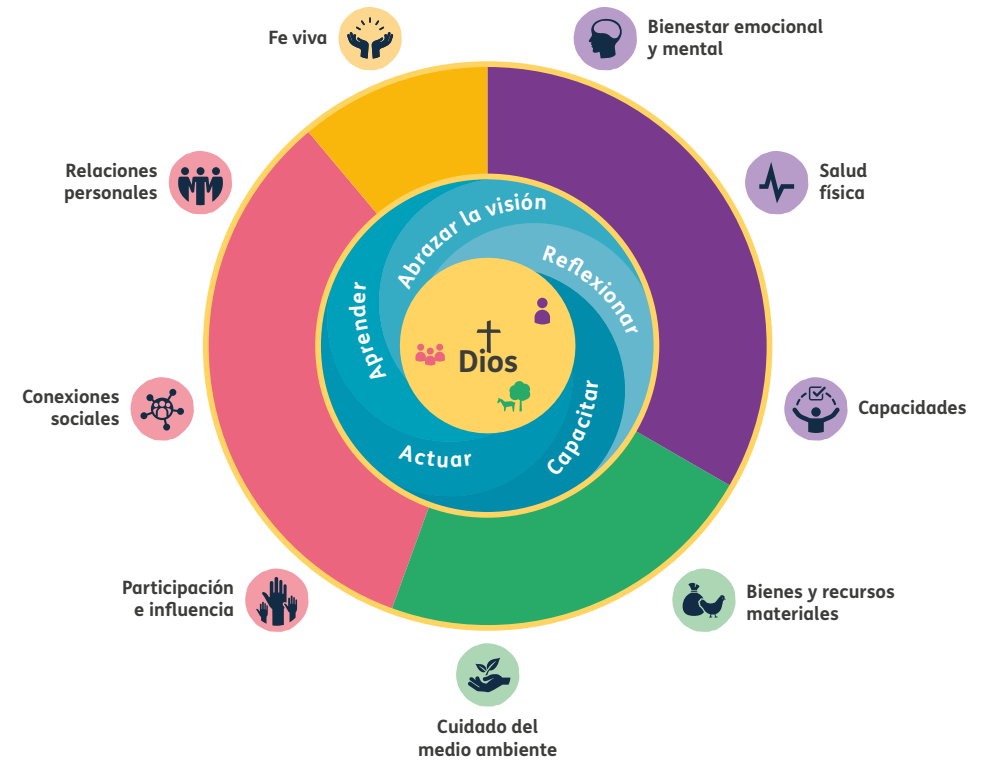 Fe viva
Bienestar emocional
y mental
Relaciones
personales
Salud
física
Abrazar la visión
Reflexionar
Aprender
Dios
Capacitar
Actuar
Conexiones
sociales
Capacidades
Participación
e influencia
Bienes y recursos
materiales
Cuidado del
medio ambiente